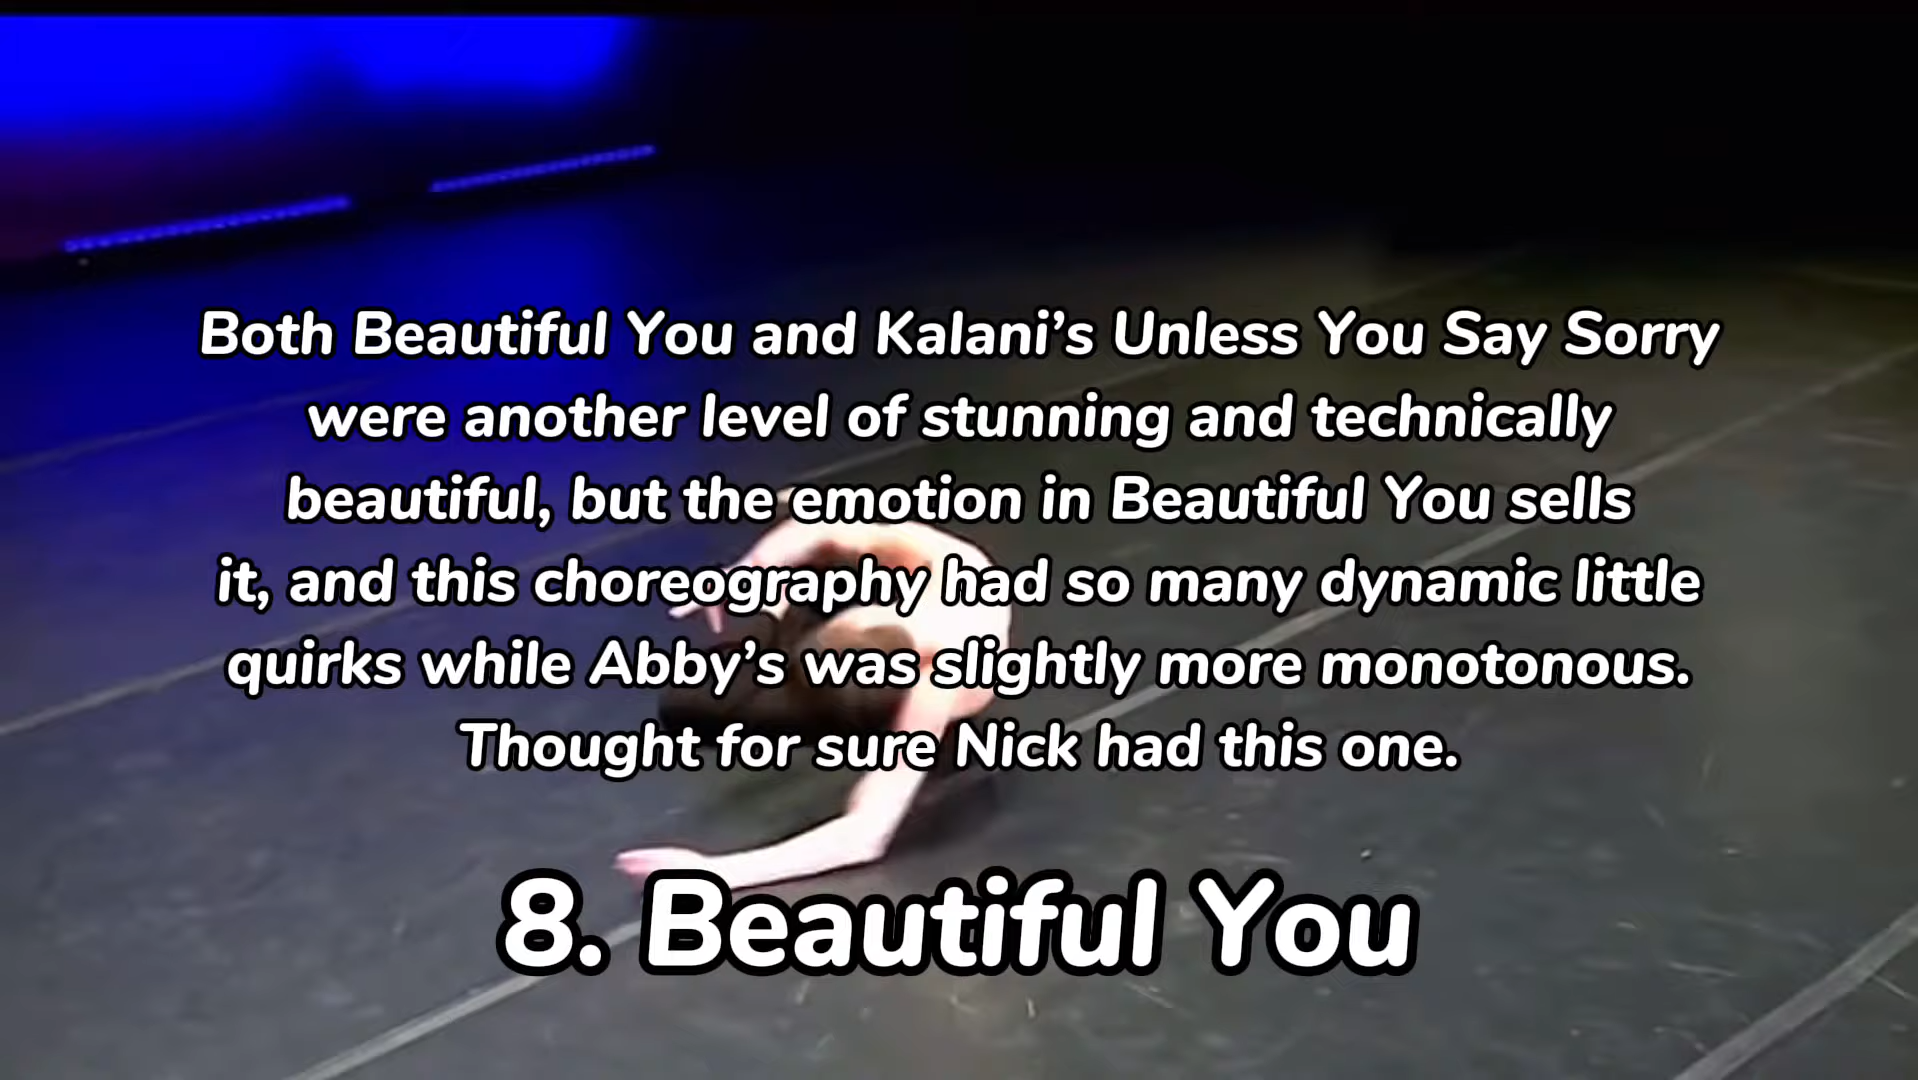 Both Beautiful You and Kalani’s Unless You Say Sorry
were another level of stunning and technically
beautiful, but the emotion in Beautiful You sells
it, and this choreography had so many dynamic little
quirks while Abby’s was slightly more monotonous.
Thought for sure Nick had this one.
8. Beautiful You